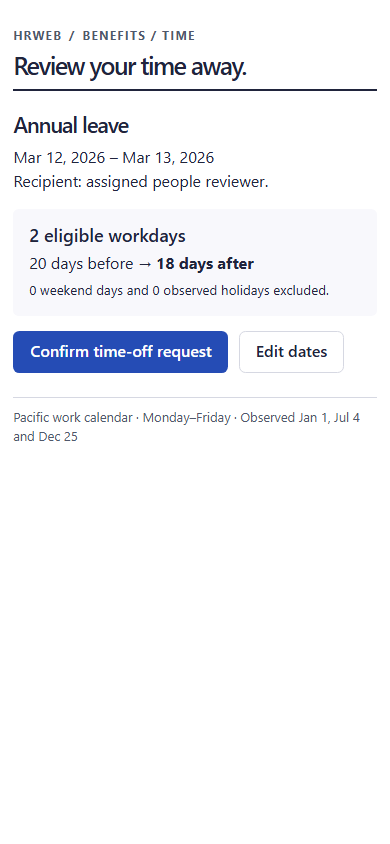 HRWEB / BENEFITS / TIME
Review your time away.
Annual leave
Mar 12, 2026 – Mar 13, 2026
Recipient: assigned people reviewer.
2 eligible workdays
20 days before → 18 days after
0 weekend days and 0 observed holidays excluded.
Confirm time-off request
Edit dates
Pacific work calendar · Monday–Friday · Observed Jan 1, Jul 4
and Dec 25